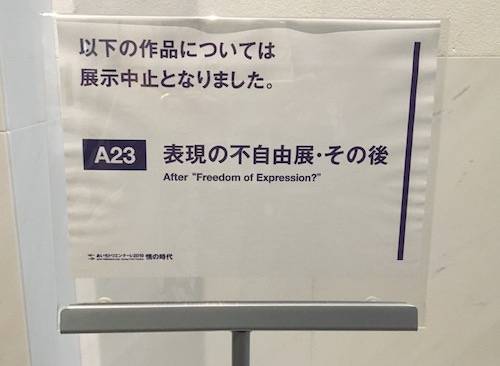 以下の作品については
展示中止となりました。
A23 表現の不自由展・その後
After "Freedom of Expression?"
あいちトリエンナーレ2019 情の時代